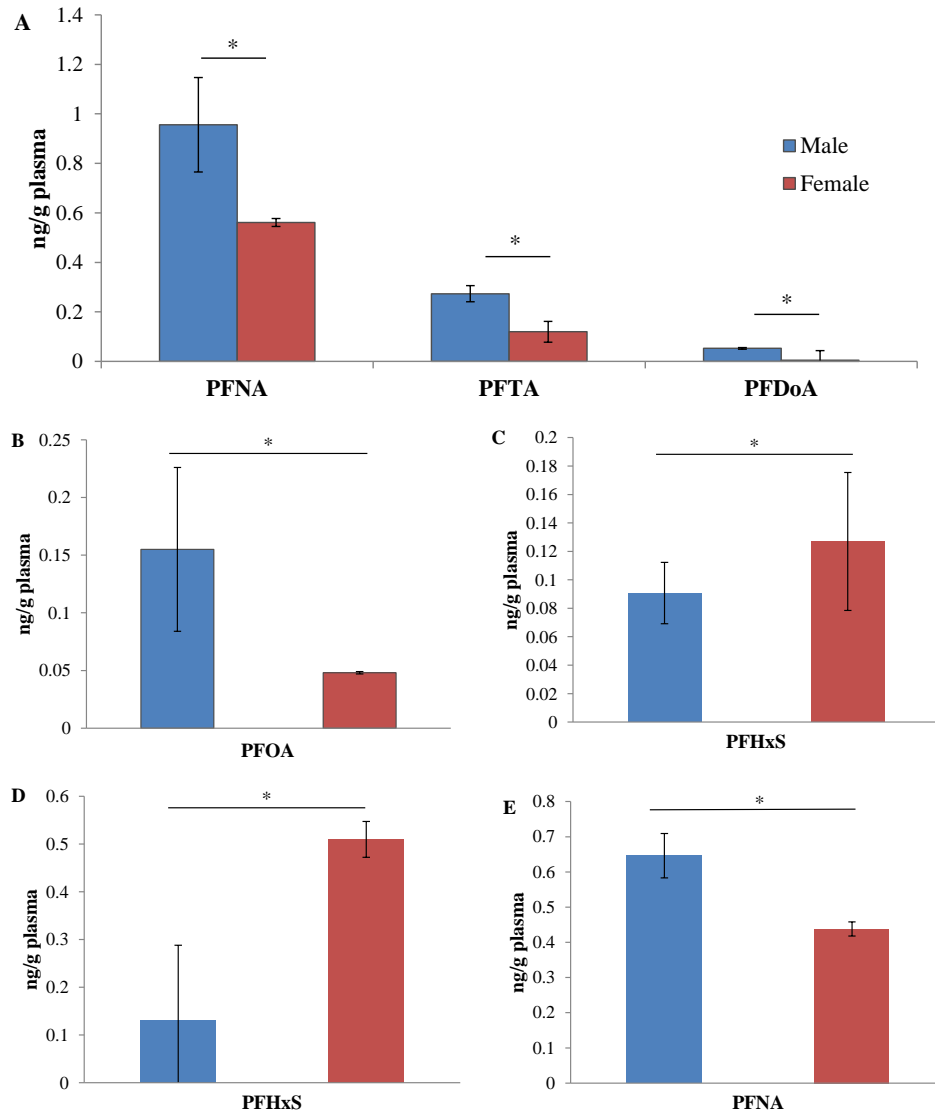 A
1.4
1.2
1
0.8
0.6
0.4
0.2
0
ng/g plasma
*
*
*
Male
Female
PFNA
PFTA
PFDoA
B
0.25
0.2
0.15
0.1
0.05
0
ng/g plasma
*
PFOA
C
0.2
0.18
0.16
0.14
0.12
0.1
0.08
0.06
0.04
0.02
0
ng/g plasma
*
PFHxS
D
0.6
0.5
0.4
0.3
0.2
0.1
0
ng/g plasma
*
PFHxS
E
0.8
0.7
0.6
0.5
0.4
0.3
0.2
0.1
0
ng/g plasma
*
PFNA